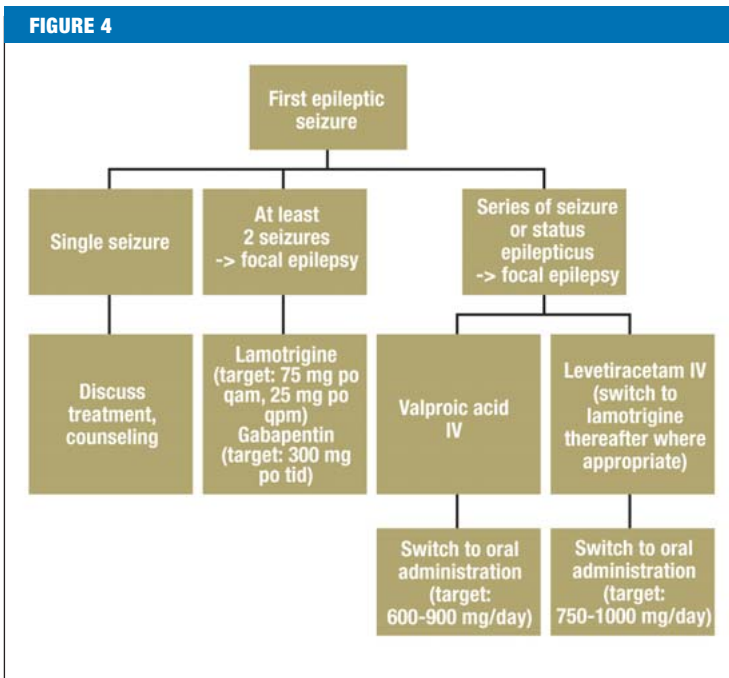 FIGURE 4
First epileptic
seizure
Single seizure
At least
2 seizures
-> focal epilepsy
Series of seizure
or status
epilepticus
-> focal epilepsy
Discuss
treatment,
counseling
Lamotrigine
(target: 75 mg po
qam, 25 mg po
qpm)
Gabapentin
(target: 300 mg
po tid)
Valproic acid
IV
Levetiracetam IV
(switch to
lamotrigine
thereafter where
appropriate)
Switch to oral
administration
(target:
600-900 mg/day)
Switch to oral
administration
(target:
750-1000 mg/day)